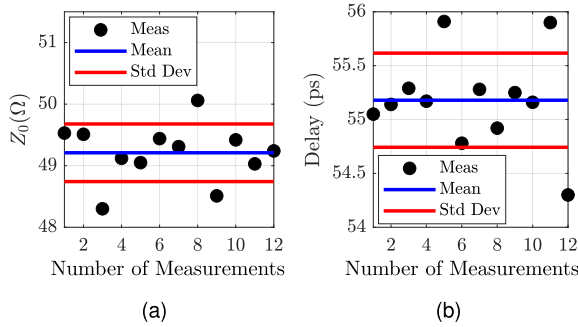 51
50
49
48
Z₀(Ω)
Meas
Mean
Std Dev
2 4 6 8 10 12
Number of Measurements
(a)
56
55.5
55
54.5
54
Delay (ps)
Meas
Mean
Std Dev
2 4 6 8 10 12
Number of Measurements
(b)